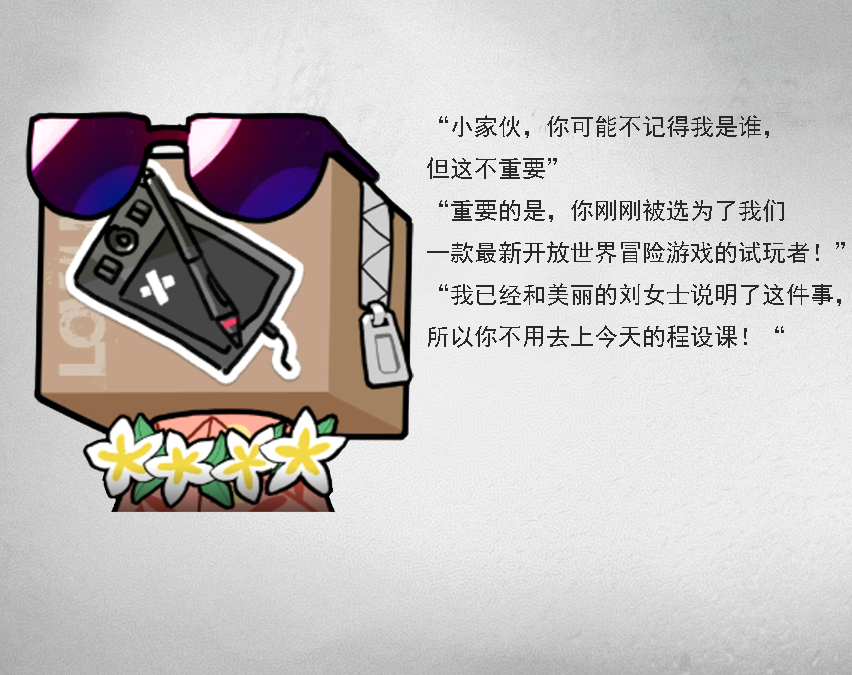 “小家伙，你可能不记得我是谁，
但这不重要”
“重要的是，你刚刚被选为了我们
一款最新开放世界冒险游戏的试玩者！”
“我已经和美丽的刘女士说明了这件事，
所以你不用去上今天的程设课！“